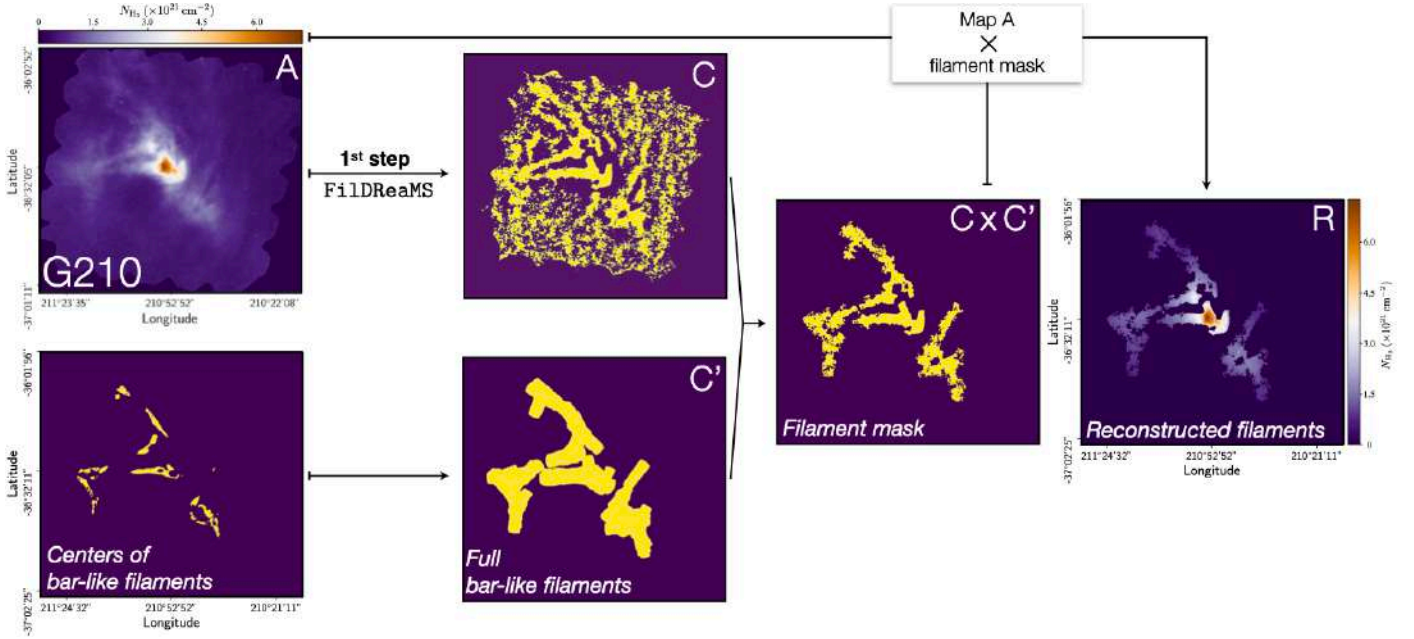 N_H₂ (×10²¹ cm⁻²)
0 1.5 3.0 4.5 6.0
A
-36°02'52"
-36°32'05"
-37°01'11"
Latitude
G210
211°23'35" 210°52'52" 210°22'08"
Longitude
1st step
FilDReaMS
C
Map A
×
filament mask
-36°01'56"
-36°32'11"
-37°02'25"
Latitude
Centers of
bar-like filaments
211°24'32" 210°52'52" 210°21'11"
Longitude
C'
Full
bar-like filaments
C x C'
Filament mask
R
Reconstructed filaments
-36°01'56"
-36°32'11"
-37°02'25"
Latitude
211°24'32" 210°52'52" 210°21'11"
Longitude
6.0
4.5
3.0
1.5
0
N_H₂ (×10²¹ cm⁻²)